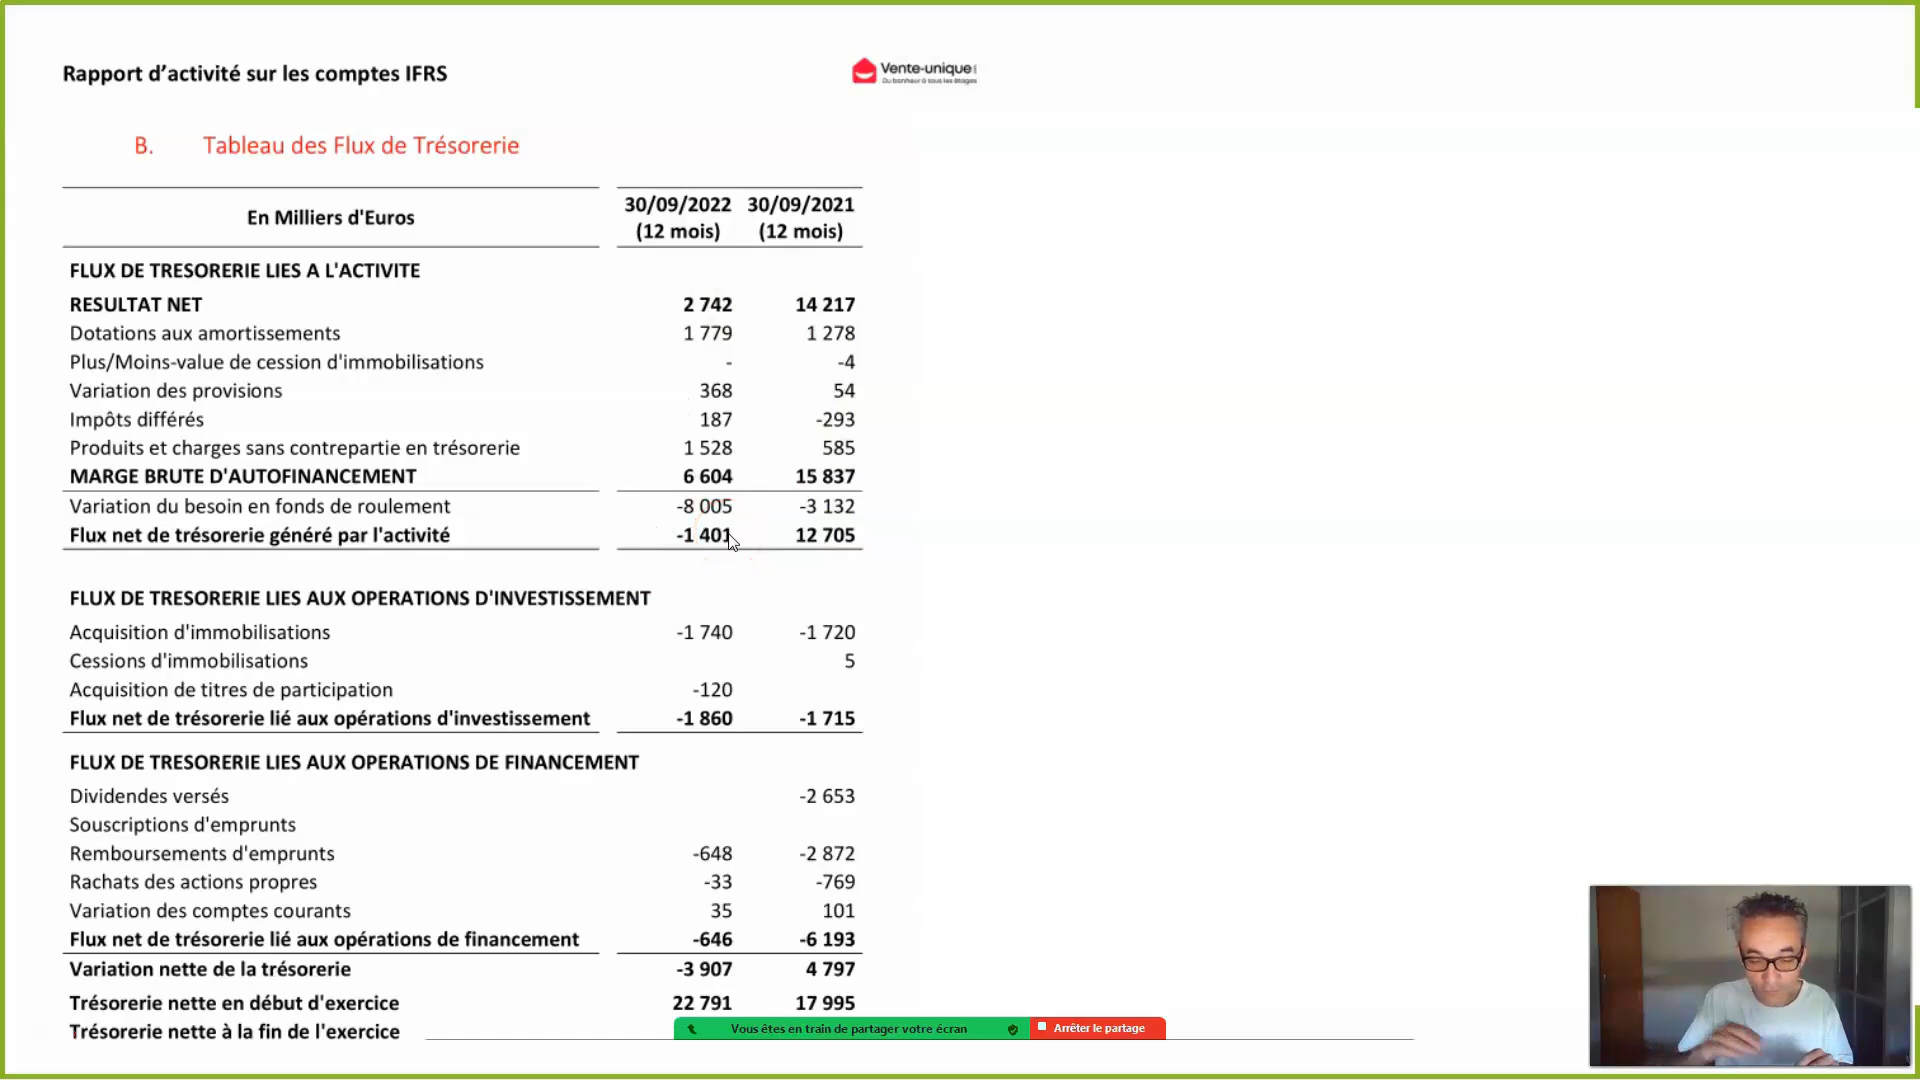 Rapport d’activité sur les comptes IFRS
Vente-unique
Du bonheur à tous les étages
B. Tableau des Flux de Trésorerie
En Milliers d'Euros 30/09/2022 (12 mois) 30/09/2021 (12 mois)
FLUX DE TRESORERIE LIES A L'ACTIVITE
RESULTAT NET 2 742 14 217
Dotations aux amortissements 1 779 1 278
Plus/Moins-value de cession d'immobilisations - -4
Variation des provisions 368 54
Impôts différés 187 -293
Produits et charges sans contrepartie en trésorerie 1 528 585
MARGE BRUTE D'AUTOFINANCEMENT 6 604 15 837
Variation du besoin en fonds de roulement -8 005 -3 132
Flux net de trésorerie généré par l'activité -1 401 12 705
FLUX DE TRESORERIE LIES AUX OPERATIONS D'INVESTISSEMENT
Acquisition d'immobilisations -1 740 -1 720
Cessions d'immobilisations 5
Acquisition de titres de participation -120
Flux net de trésorerie lié aux opérations d'investissement -1 860 -1 715
FLUX DE TRESORERIE LIES AUX OPERATIONS DE FINANCEMENT
Dividendes versés -2 653
Souscriptions d'emprunts
Remboursements d'emprunts -648 -2 872
Rachats des actions propres -33 -769
Variation des comptes courants 35 101
Flux net de trésorerie lié aux opérations de financement -646 -6 193
Variation nette de la trésorerie -3 907 4 797
Trésorerie nette en début d'exercice 22 791 17 995
Trésorerie nette à la fin de l'exercice
Vous êtes en train de partager votre écran Arrêter le partage